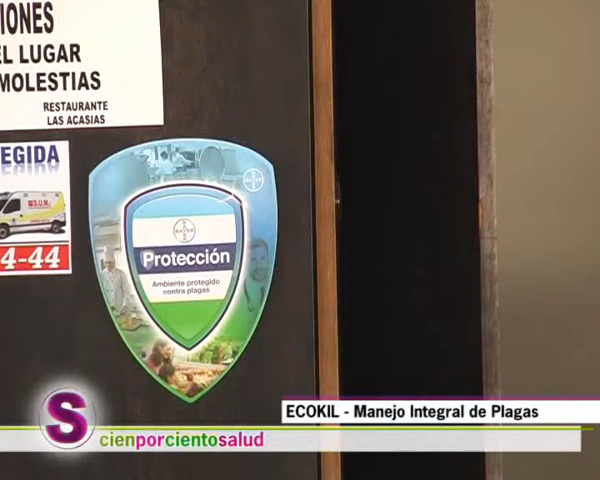 IONES
EL LUGAR
MOLESTIAS
RESTAURANTE
LAS ACASIAS
EGIDA
S.U.M.
4-44
BAYER
BAYER
Protección
Ambiente protegido
contra plagas
ECOKIL - Manejo Integral de Plagas
S
cienporcientosalud